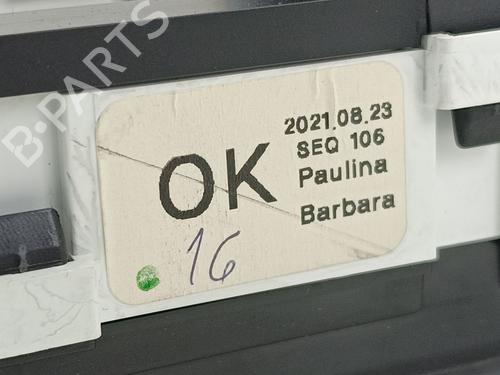 B-PARTS
OK
2021.08.23
SEQ 106
Paulina
Barbara
16